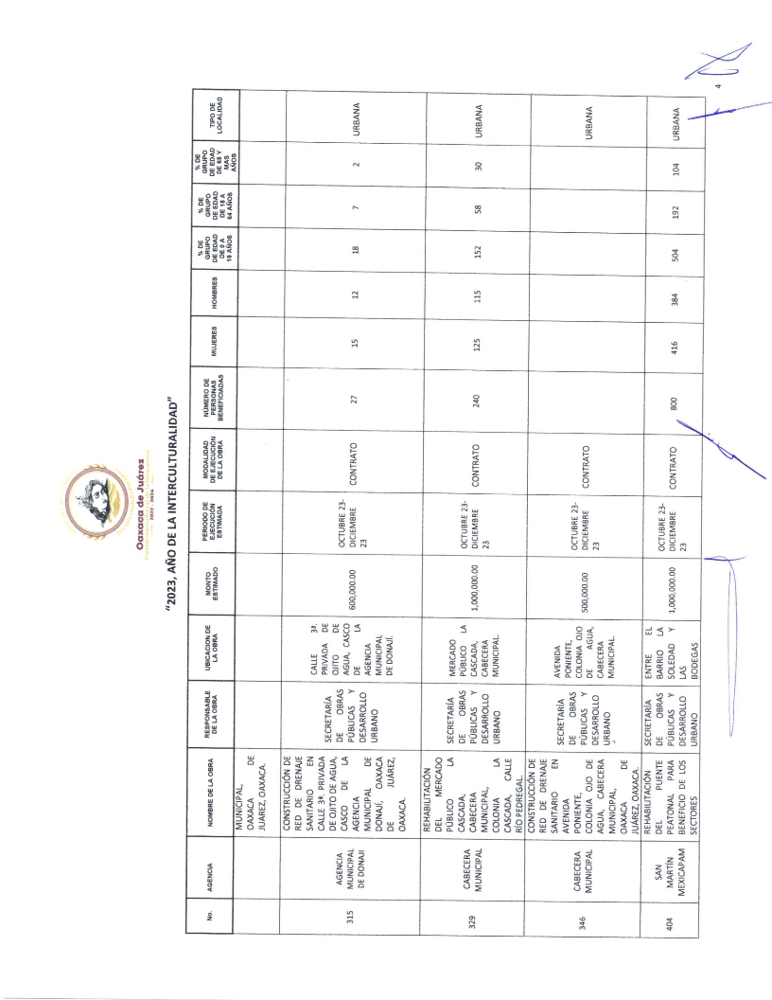 Oaxaca de Juárez
2022 - 2024
"2023, AÑO DE LA INTERCULTURALIDAD"
No.
AGENCIA
NOMBRE DE LA OBRA
RESPONSABLE
DE LA OBRA
UBICACION DE
LA OBRA
MONTO
ESTIMADO
PERIODO DE
EJECUCIÓN
ESTIMADA
MODALIDAD
DE EJECUCIÓN
DE LA OBRA
NÚMERO DE
PERSONAS
BENEFICIADAS
MUJERES
HOMBRES
% DE
GRUPO
DE EDAD
DE 0 A
19 AÑOS
% DE
GRUPO
DE EDAD
DE 18 A
64 AÑOS
% DE
GRUPO
DE EDAD
DE 65 Y
MAS
AÑOS
TIPO DE
LOCALIDAD
MUNICIPAL,
OAXACA DE
JUAREZ, OAXACA.
315
AGENCIA
MUNICIPAL
DE DONAJI
CONSTRUCCIÓN DE
RED DE DRENAJE
SANITARIO EN
CALLE 3ª. PRIVADA
DE OJITO DE AGUA,
CASCO DE LA
AGENCIA
MUNICIPAL DE
DONAJÍ, OAXACA
DE JUÁREZ,
OAXACA.
SECRETARÍA
DE OBRAS
PÚBLICAS Y
DESARROLLO
URBANO
CALLE 3ª.
PRIVADA DE
OJITO DE
AGUA, CASCO
DE LA
AGENCIA
MUNICIPAL
DE DONAJÍ.
600,000.00
OCTUBRE 23-
DICIEMBRE
23
CONTRATO
27
15
12
18
7
2
URBANA
329
CABECERA
MUNICIPAL
REHABILITACIÓN
DEL MERCADO
PÚBLICO LA
CASCADA,
CABECERA
MUNICIPAL,
COLONIA LA
CASCADA, CALLE
RÍO PEDREGAL.
SECRETARÍA
DE OBRAS
PÚBLICAS Y
DESARROLLO
URBANO
MERCADO
PÚBLICO LA
CASCADA,
CABECERA
MUNICIPAL.
1,000,000.00
OCTUBRE 23-
DICIEMBRE
23
CONTRATO
240
125
115
152
58
30
URBANA
346
CABECERA
MUNICIPAL
CONSTRUCCIÓN DE
RED DE DRENAJE
SANITARIO EN
AVENIDA
PONIENTE,
COLONIA OJO DE
AGUA, CABECERA
MUNICIPAL,
OAXACA DE
JUÁREZ, OAXACA.
SECRETARÍA
DE OBRAS
PÚBLICAS Y
DESARROLLO
URBANO
AVENIDA
PONIENTE,
COLONIA OJO
DE AGUA,
CABECERA
MUNICIPAL
500,000.00
OCTUBRE 23-
DICIEMBRE
23
CONTRATO
URBANA
404
SAN
MARTÍN
MEXICAPAM
REHABILITACIÓN
DEL PUENTE
PEATONAL PARA
BENEFICIO DE LOS
SECTORES
SECRETARÍA
DE OBRAS
PÚBLICAS Y
DESARROLLO
URBANO
ENTRE EL
BARRIO LA
SOLEDAD Y
LAS
BODEGAS
1,000,000.00
OCTUBRE 23-
DICIEMBRE
23
CONTRATO
800
416
384
504
192
104
URBANA
4